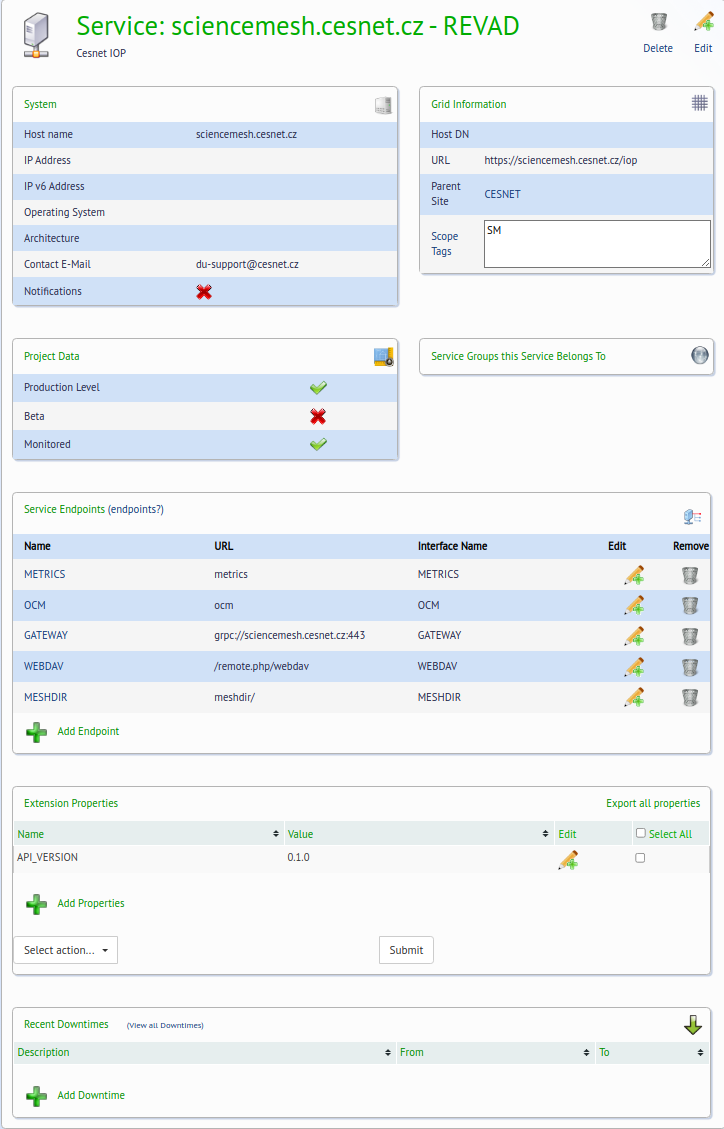 Service: sciencemesh.cesnet.cz - REVAD
Cesnet IOP
Delete
Edit
System
Host name sciencemesh.cesnet.cz
IP Address
IP v6 Address
Operating System
Architecture
Contact E-Mail du-support@cesnet.cz
Notifications
Grid Information
Host DN
URL https://sciencemesh.cesnet.cz/iop
Parent
Site
CESNET
Scope
Tags
SM
Project Data
Production Level
Beta
Monitored
Service Groups this Service Belongs To
Service Endpoints (endpoints?)
Name URL Interface Name Edit Remove
METRICS metrics METRICS
OCM ocm OCM
GATEWAY grpc://sciencemesh.cesnet.cz:443 GATEWAY
WEBDAV /remote.php/webdav WEBDAV
MESHDIR meshdir/ MESHDIR
Add Endpoint
Extension Properties Export all properties
Name Value Edit Select All
API_VERSION 0.1.0
Add Properties
Select action... Submit
Recent Downtimes (View all Downtimes)
Description From To
Add Downtime